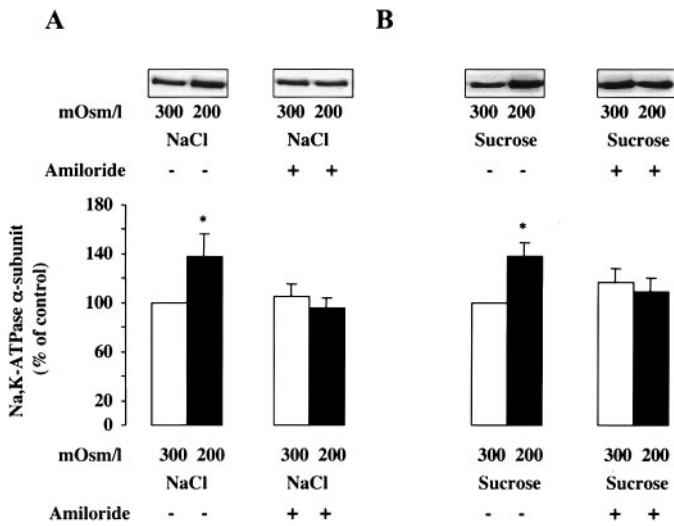 A B
mOsm/l 300 200 300 200 300 200 300 200
NaCl NaCl Sucrose Sucrose
Amiloride - - + + - - + +
Na,K-ATPase α-subunit
(% of control)
180
140
100
60
20
0
*
*
mOsm/l 300 200 300 200 300 200 300 200
NaCl NaCl Sucrose Sucrose
Amiloride - - + + - - + +